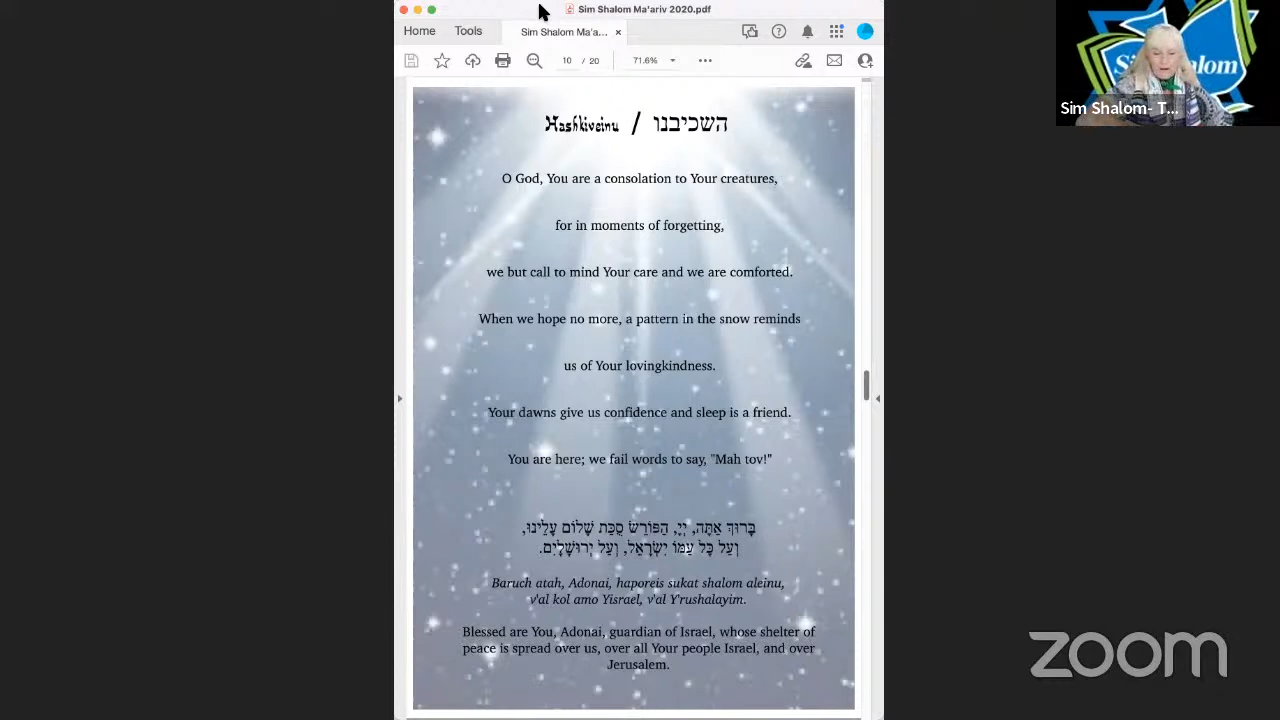 Sim Shalom Ma'ariv 2020.pdf
Home Tools Sim Shalom Ma'a... ×
10 / 20 71.6%
Hashkiveinu / השכיבנו
O God, You are a consolation to Your creatures,
for in moments of forgetting,
we but call to mind Your care and we are comforted.
When we hope no more, a pattern in the snow reminds
us of Your lovingkindness.
Your dawns give us confidence and sleep is a friend.
You are here; we fail words to say, "Mah tov!"
בָּרוּךְ אַתָּה, יְיָ, הַפּוֹרֵשׂ סֻכַּת שָׁלוֹם עָלֵינוּ,
וְעַל כָּל עַמּוֹ יִשְׂרָאֵל, וְעַל יְרוּשָׁלָיִם.
Baruch atah, Adonai, haporeis sukat shalom aleinu,
v'al kol amo Yisrael, v'al Y'rushalayim.
Blessed are You, Adonai, guardian of Israel, whose shelter of
peace is spread over us, over all Your people Israel, and over
Jerusalem.
Sim Shalom- T...
zoom